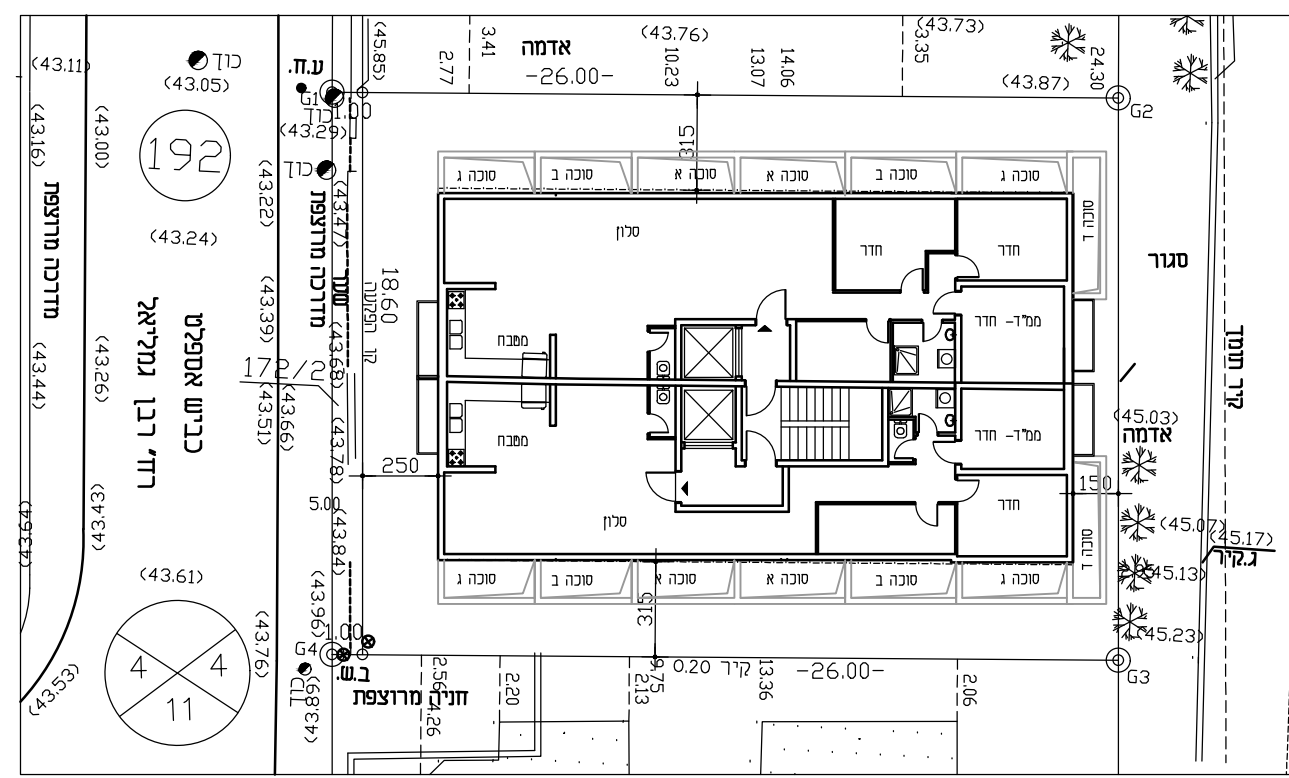 (43.11)
כוך
(43.05)
ע.ח.
G1
1.00
כוך
(43.29)
כוך
(45.85)
2.77
3.41
אדמה
-26.00-
(43.76)
10.23
13.07
14.06
(43.73)
3.35
(43.87)
24.30
G2
(43.16)
(43.00)
192
(43.22)
(43.24)
מדרכה מרוצפת
מדרכה מרוצפת
(43.47)
315
סוכה ג
סוכה ב
סוכה א
סוכה א
סוכה ב
סוכה ג
סלון
חדר
חדר
סגור
18.60
קו הפקעה
(43.39)
(43.26)
(43.44)
רח' רבן גמליאל
כביש אספלט
172/2
(43.68)
(43.51)
(43.66)
(43.78)
מטבח
מטבח
ממ"ד- חדר
ממ"ד- חדר
(45.03)
אדמה
250
150
5.00
(43.84)
(43.43)
(43.64)
סלון
חדר
(45.07)
(45.17)
ג.קיר
(45.13)
(45.23)
(43.61)
(43.96)
(43.76)
סוכה ג
סוכה ב
סוכה א
סוכה א
סוכה ב
סוכה ג
315
1.00
G4
ב.ש.
4
4
11
(43.53)
כוך
(43.89)
חניה מרוצפת
2.56
4.26
2.20
2.13
9.75
0.20 קיר
13.36
-26.00-
2.06
G3